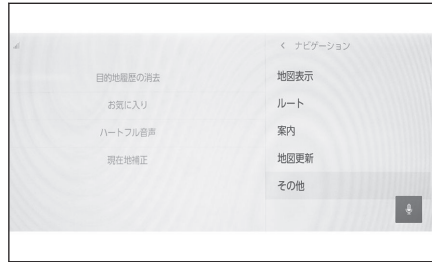 目的地履歴の消去
お気に入り
ハートフル音声
現在地補正
< ナビゲーション
地図表示
ルート
案内
地図更新
その他